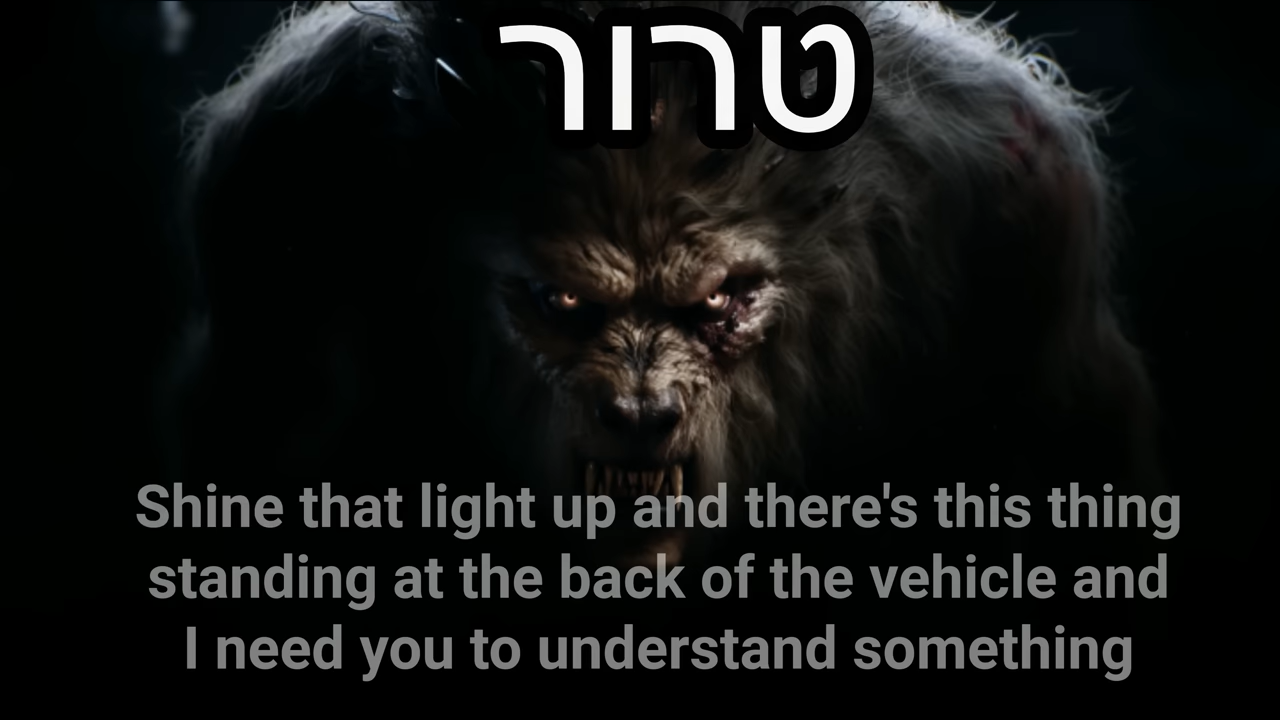 טרור
Shine that light up and there's this thing
standing at the back of the vehicle and
I need you to understand something